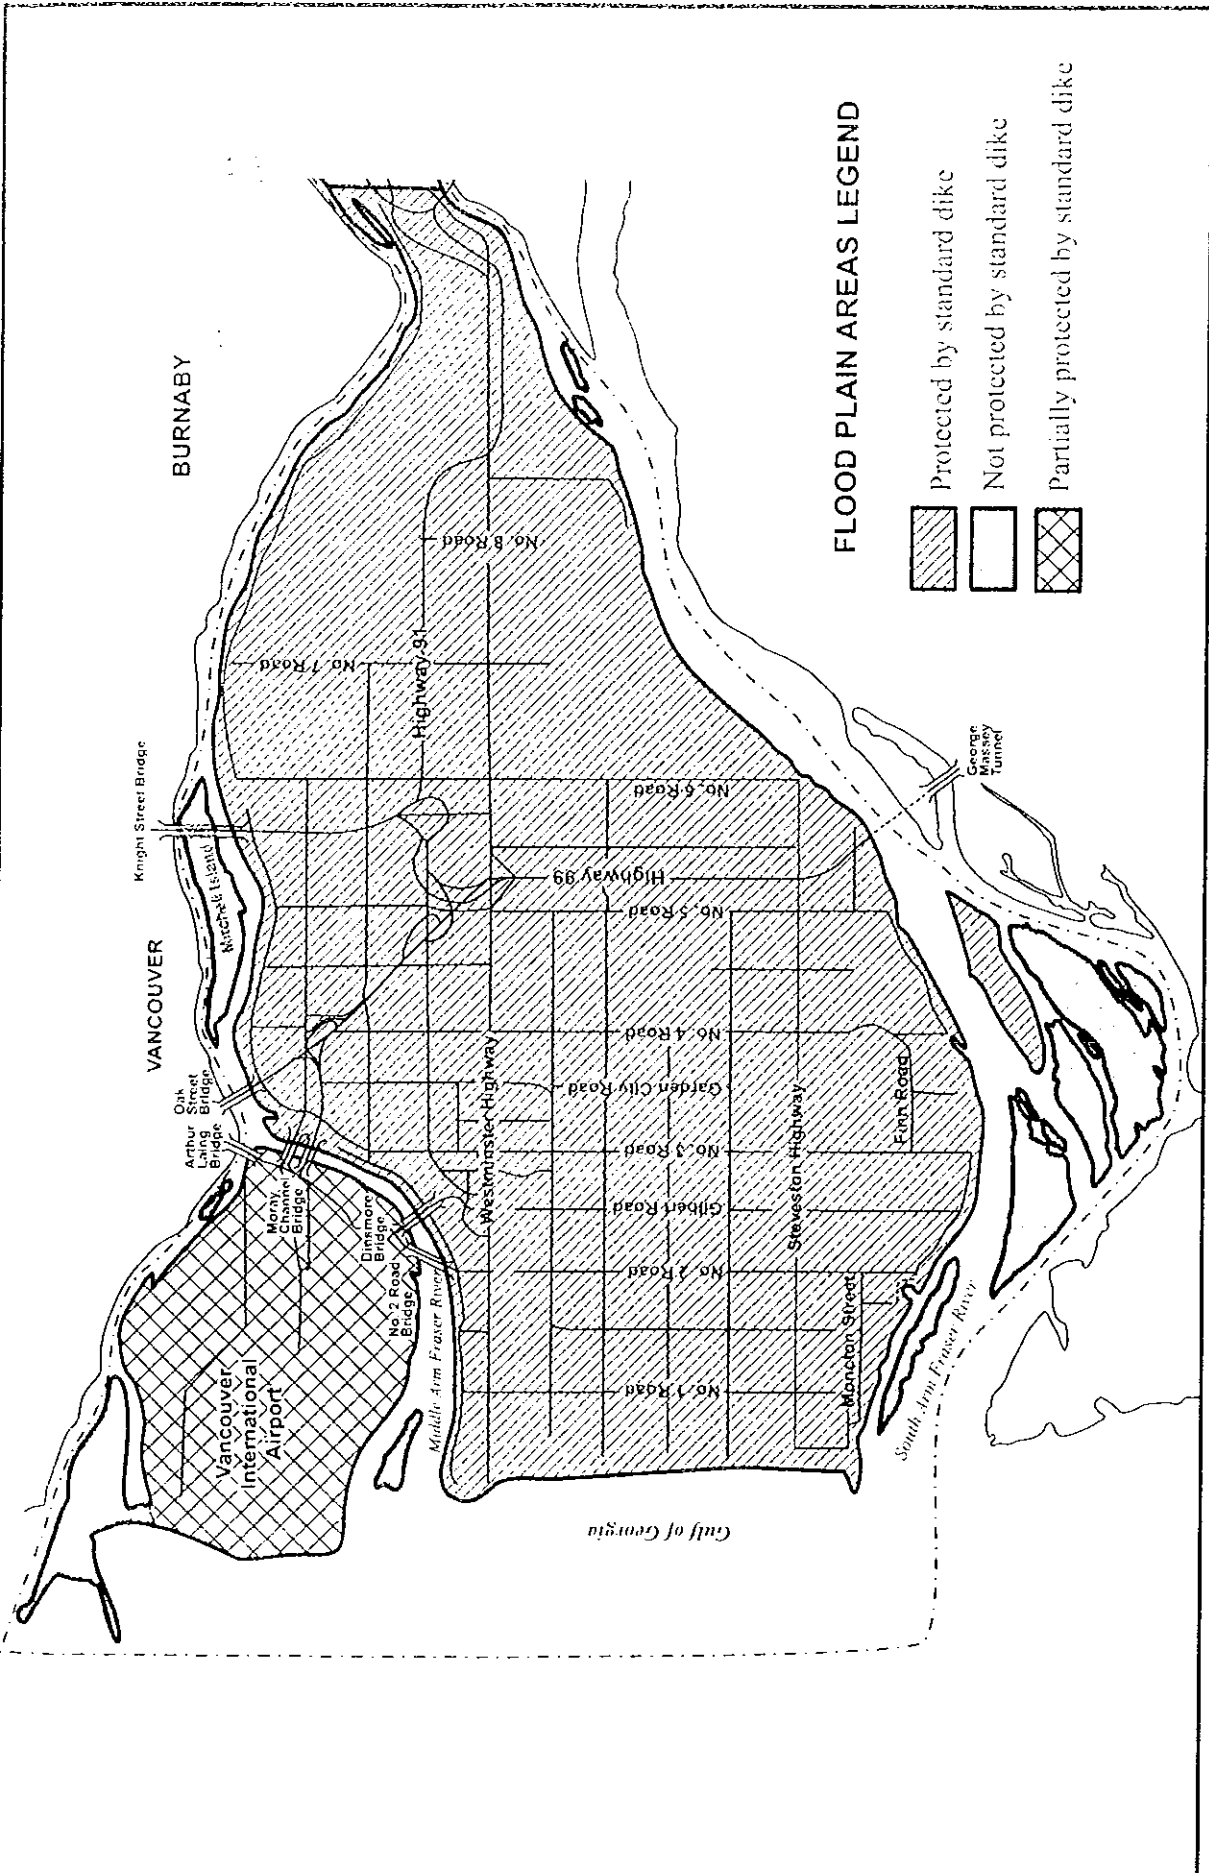 BURNABY
VANCOUVER
Knight Street Bridge
Mitchell Island
Oak
Street
Bridge
Arthur
Laing
Bridge
Moray
Channel
Bridge
Dinsmore
Bridge
No. 2 Road
Bridge
Middle Arm Fraser River
Vancouver
International
Airport
Gulf of Georgia
No. 1 Road
No. 2 Road
Gilbert Road
No. 3 Road
Garden City Road
No. 4 Road
No. 5 Road
Highway 99
No. 6 Road
No. 7 Road
No. 8 Road
Highway 91
Westminster Highway
Steveston Highway
Moncton Street
Finn Road
South Arm Fraser River
George
Massey
Tunnel
FLOOD PLAIN AREAS LEGEND
Protected by standard dike
Not protected by standard dike
Partially protected by standard dike